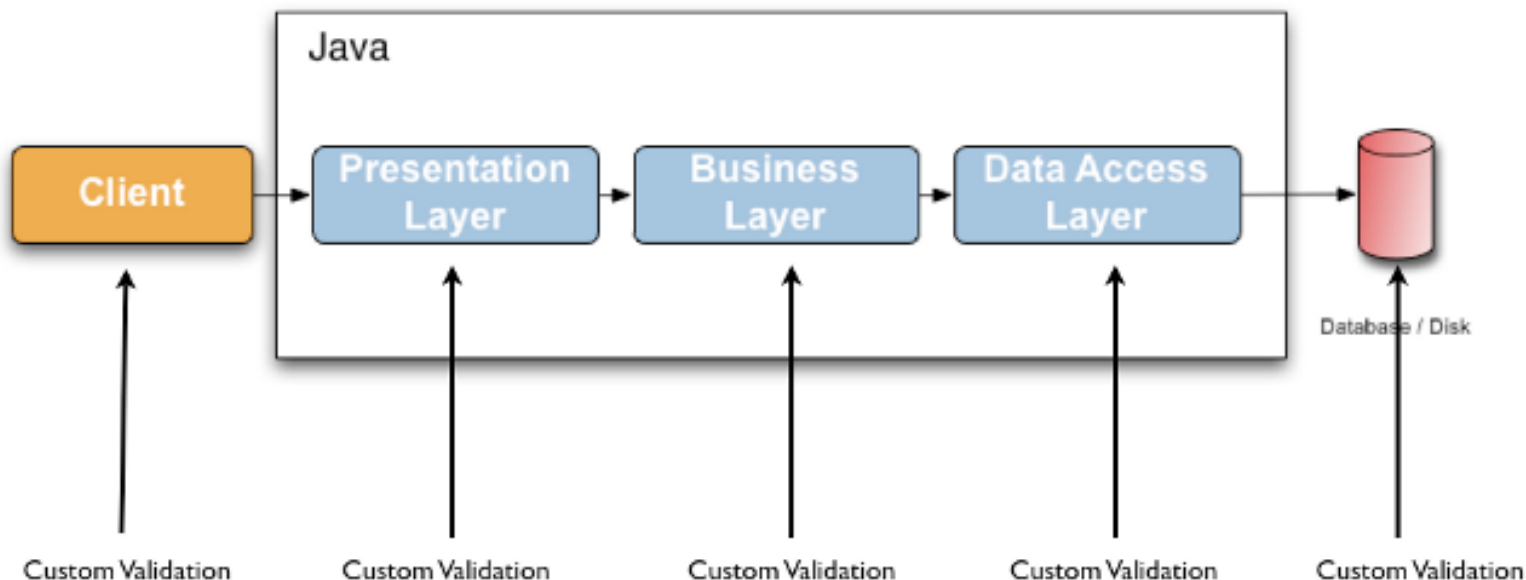 Java
Client
Presentation
Layer
Business
Layer
Data Access
Layer
Database / Disk
Custom Validation
Custom Validation
Custom Validation
Custom Validation
Custom Validation